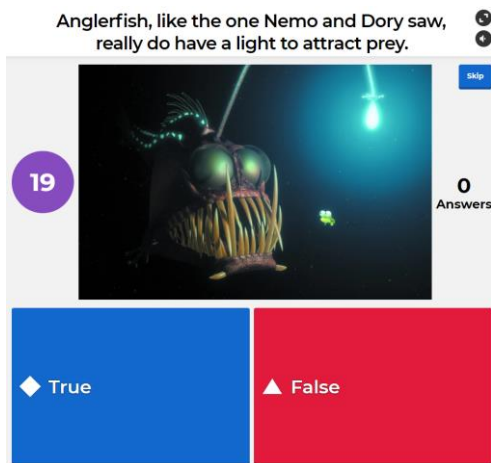 Anglerfish, like the one Nemo and Dory saw,
really do have a light to attract prey.
Skip
19
0
Answers
True
False